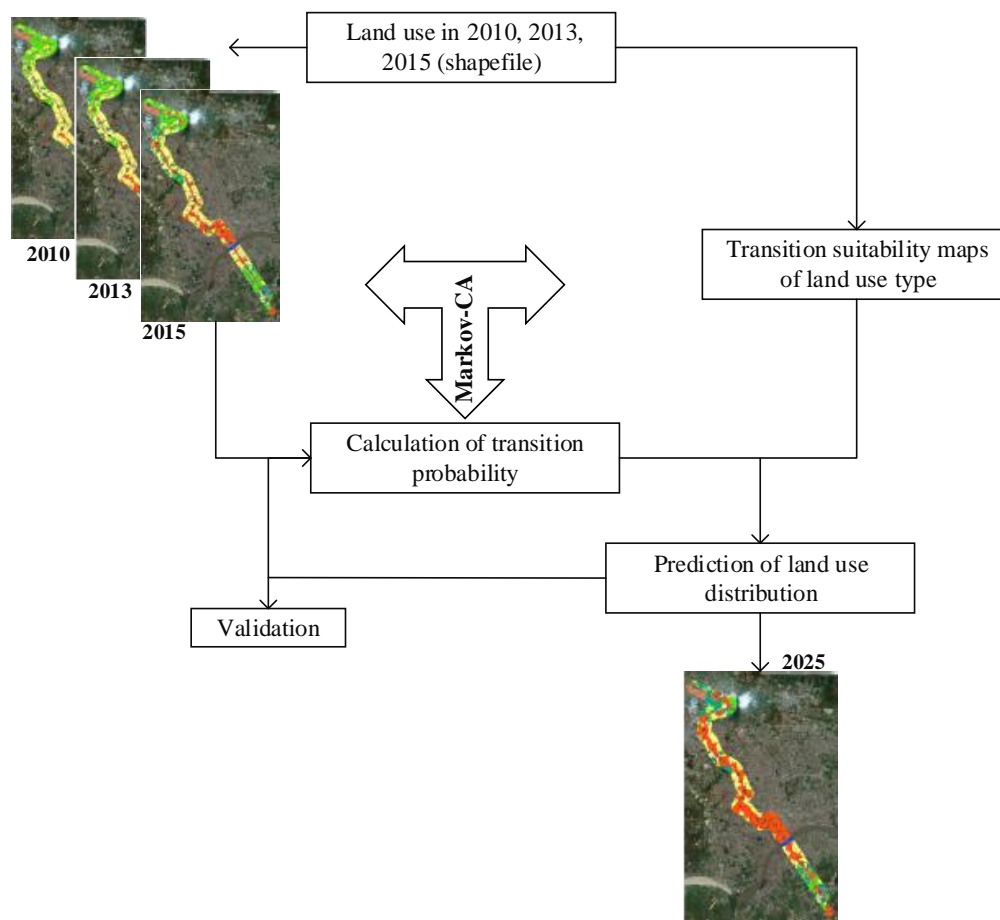 Land use in 2010, 2013,
2015 (shapefile)
2010
2013
2015
Transition suitability maps
of land use type
Markov-CA
Calculation of transition
probability
Prediction of land use
distribution
Validation
2025